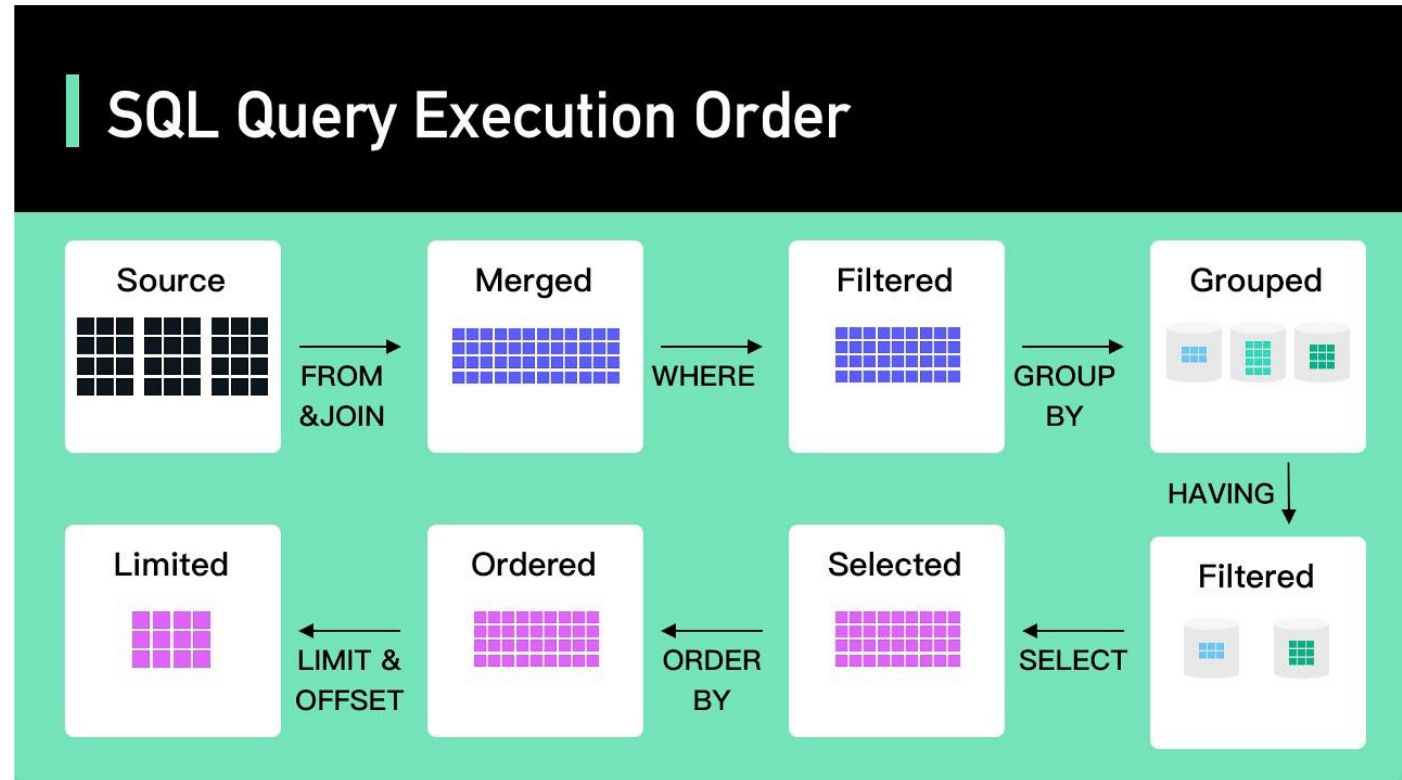 SQL Query Execution Order
Source
FROM
&JOIN
Merged
WHERE
Filtered
GROUP
BY
Grouped
HAVING
Filtered
SELECT
Selected
ORDER
BY
Ordered
LIMIT &
OFFSET
Limited